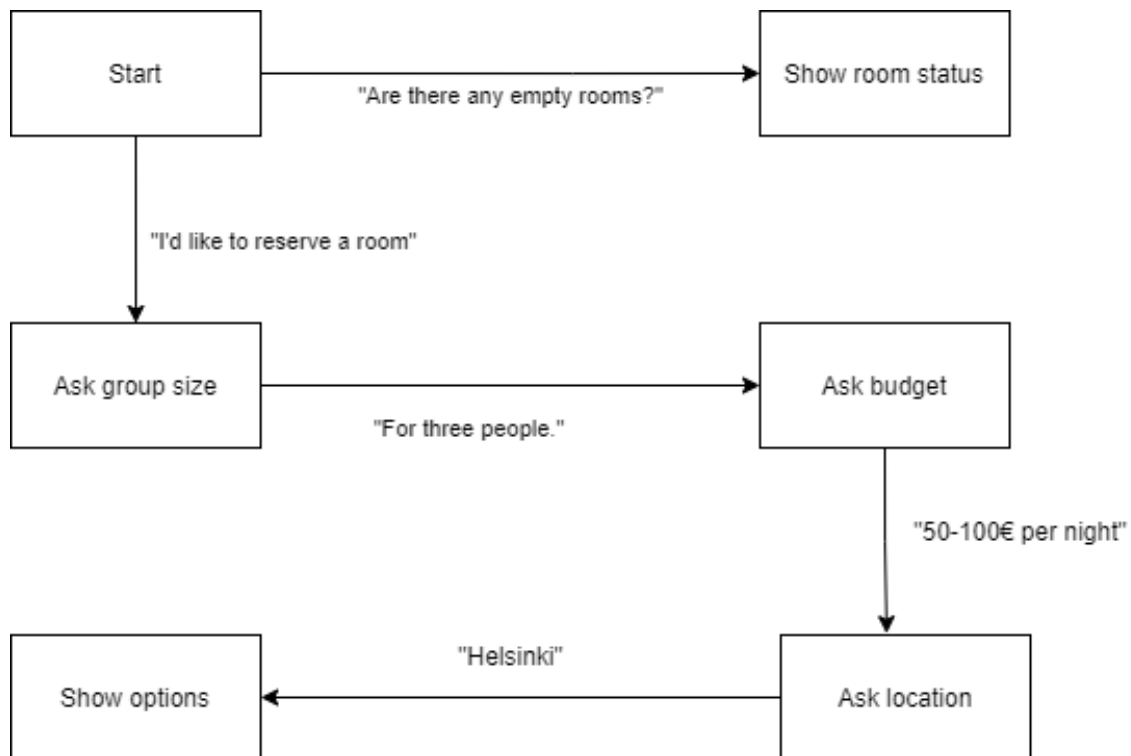 Start
Show room status
"Are there any empty rooms?"
"I'd like to reserve a room"
Ask group size
Ask budget
"For three people."
"50-100€ per night"
"Helsinki"
Show options
Ask location